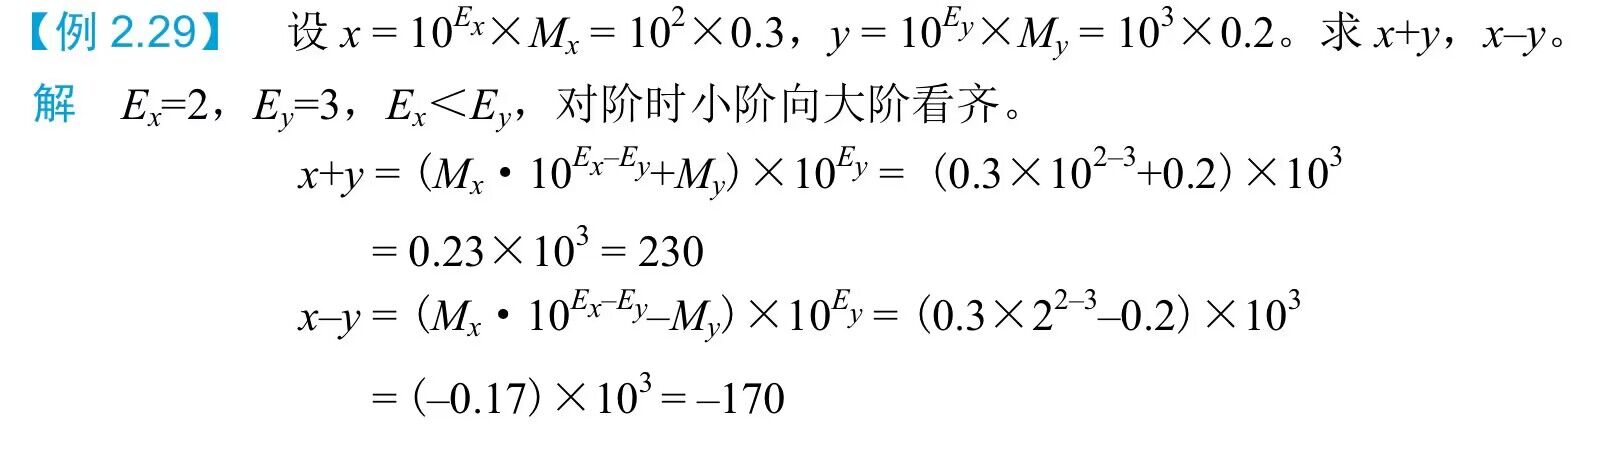 【例 2.29】 设 x = 10^{E_x}×M_x = 10^2×0.3，y = 10^{E_y}×M_y = 10^3×0.2。求 x+y，x–y。
解 E_x=2，E_y=3，E_x＜E_y，对阶时小阶向大阶看齐。
x+y =（M_x • 10^{E_x–E_y}+M_y）×10^{E_y} =（0.3×10^{2–3}+0.2）×10^3
= 0.23×10^3 = 230
x–y =（M_x • 10^{E_x–E_y}–M_y）×10^{E_y} =（0.3×2^{2–3}–0.2）×10^3
=（–0.17）×10^3 = –170